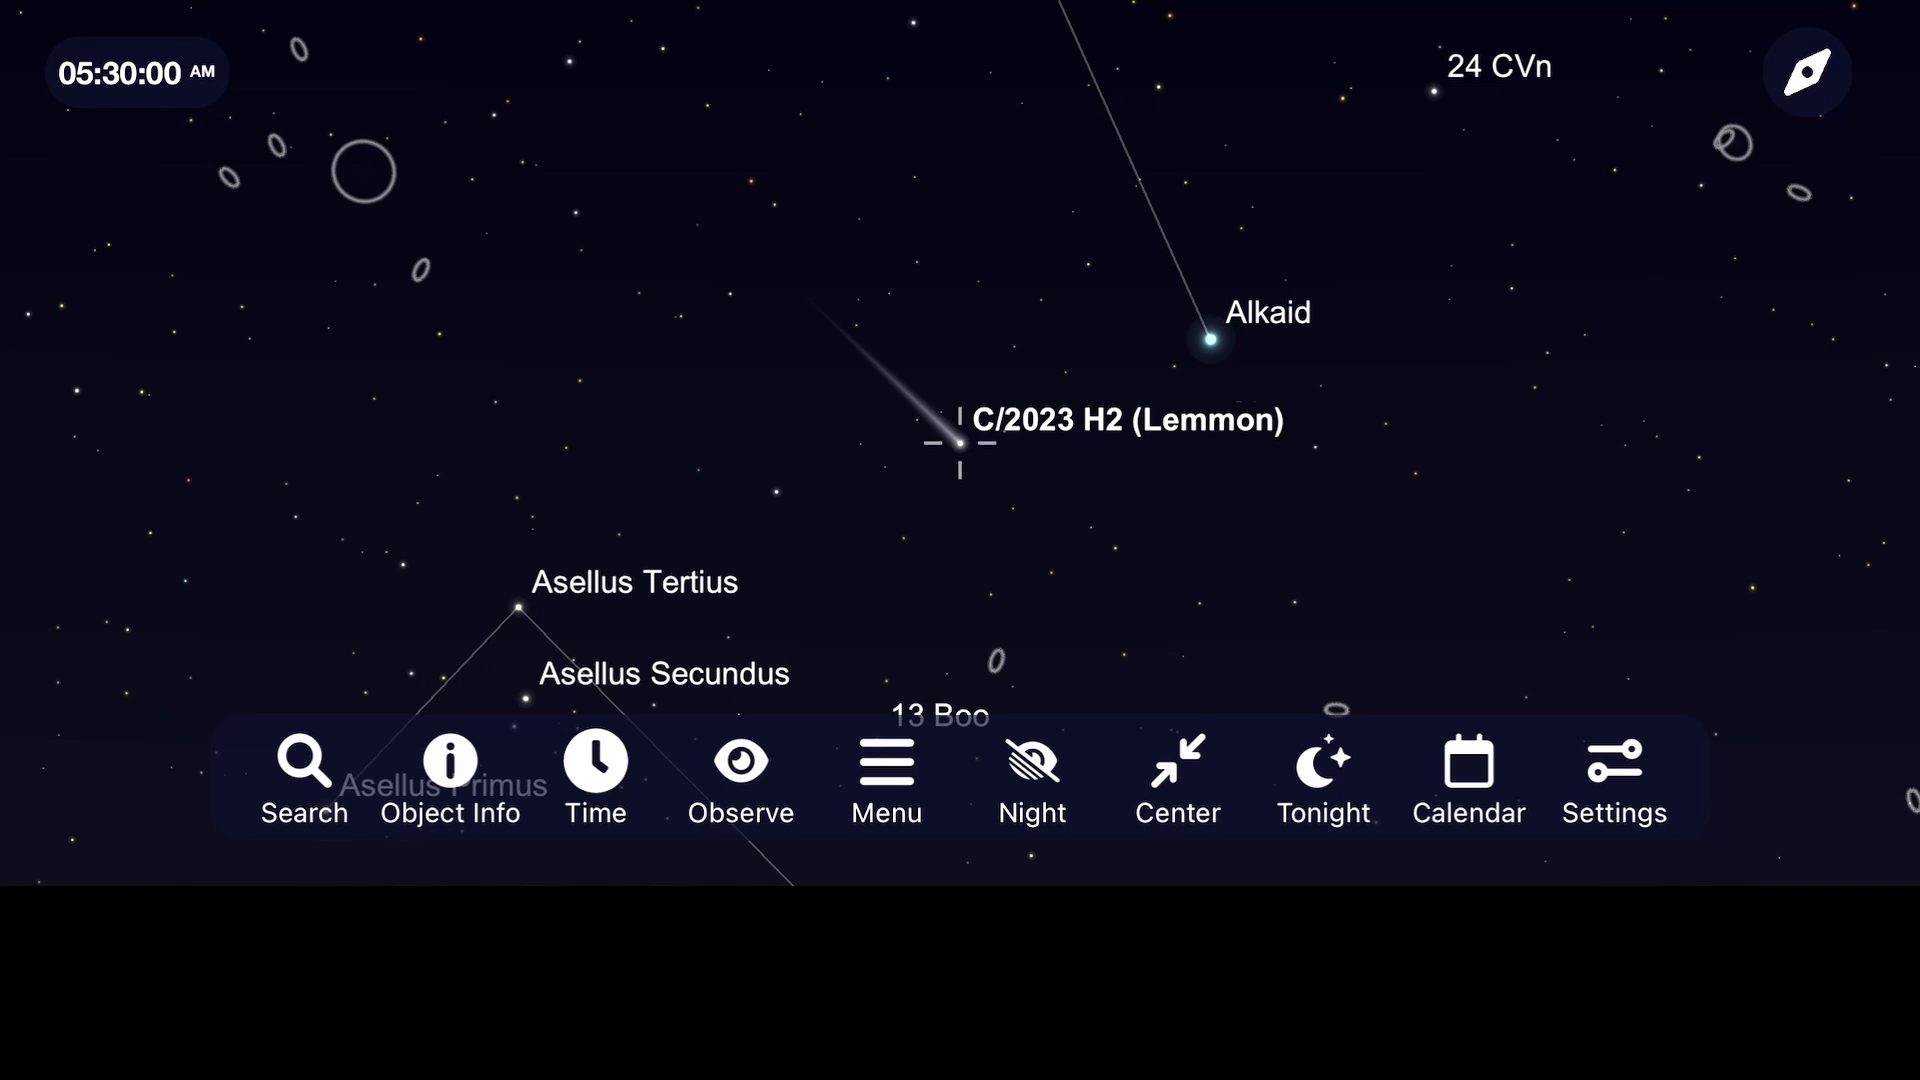 05:30:00 AM
24 CVn
Alkaid
C/2023 H2 (Lemmon)
Asellus Tertius
Asellus Secundus
13 Boo
Asellus Primus
Search
Object Info
Time
Observe
Menu
Night
Center
Tonight
Calendar
Settings